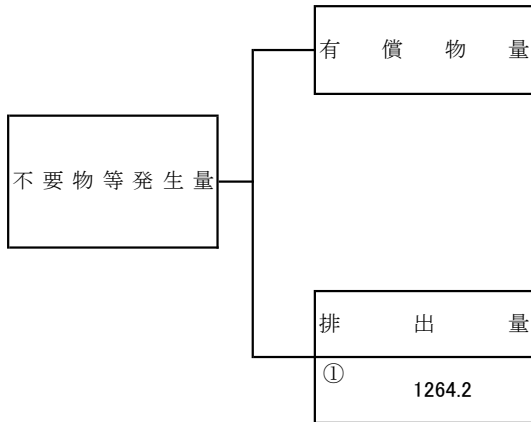 有償物量
不要物等発生量
排出量
①
1264.2